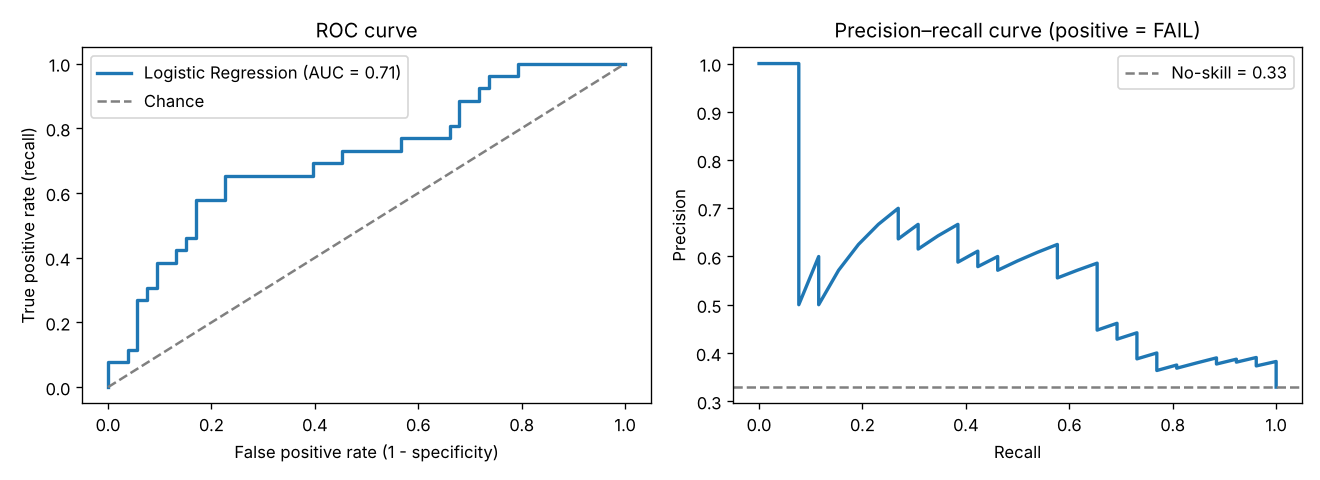 ROC curve
Logistic Regression (AUC = 0.71)
Chance
True positive rate (recall)
1.0
0.8
0.6
0.4
0.2
0.0
0.0 0.2 0.4 0.6 0.8 1.0
False positive rate (1 - specificity)
Precision–recall curve (positive = FAIL)
No-skill = 0.33
Precision
1.0
0.9
0.8
0.7
0.6
0.5
0.4
0.3
0.0 0.2 0.4 0.6 0.8 1.0
Recall